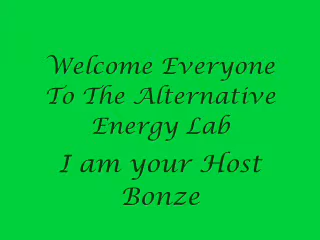 Welcome Everyone
To The Alternative
Energy Lab
I am your Host
Bonze